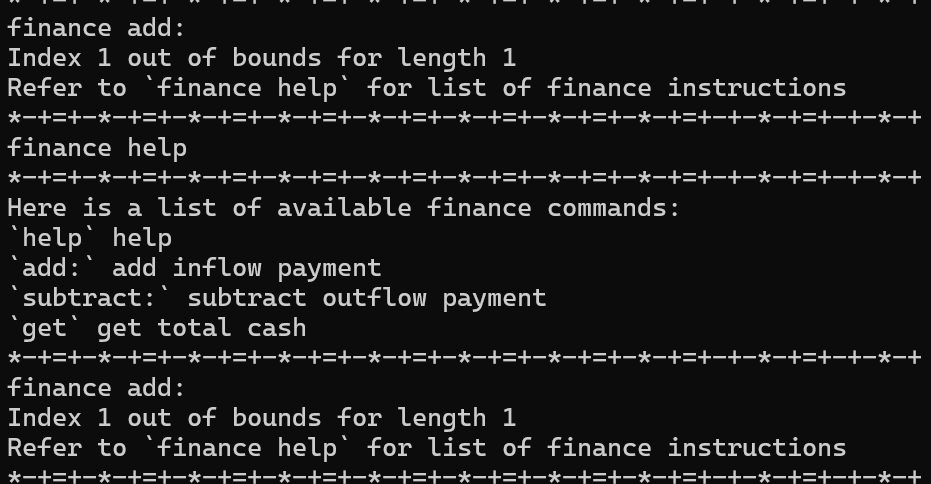 *-+=+-*-+=+-*-+=+-*-+=+-*-+=+-*-+=+-*-+=+-*-+=+-+-*-+=+-+-*-+
finance add:
Index 1 out of bounds for length 1
Refer to `finance help` for list of finance instructions
*-+=+-*-+=+-*-+=+-*-+=+-*-+=+-*-+=+-*-+=+-*-+=+-+-*-+=+-+-*-+
finance help
*-+=+-*-+=+-*-+=+-*-+=+-*-+=+-*-+=+-*-+=+-*-+=+-+-*-+=+-+-*-+
Here is a list of available finance commands:
`help` help
`add:` add inflow payment
`subtract:` subtract outflow payment
`get` get total cash
*-+=+-*-+=+-*-+=+-*-+=+-*-+=+-*-+=+-*-+=+-*-+=+-+-*-+=+-+-*-+
finance add:
Index 1 out of bounds for length 1
Refer to `finance help` for list of finance instructions
*-+=+-*-+=+-*-+=+-*-+=+-*-+=+-*-+=+-*-+=+-*-+=+-+-*-+=+-+-*-+